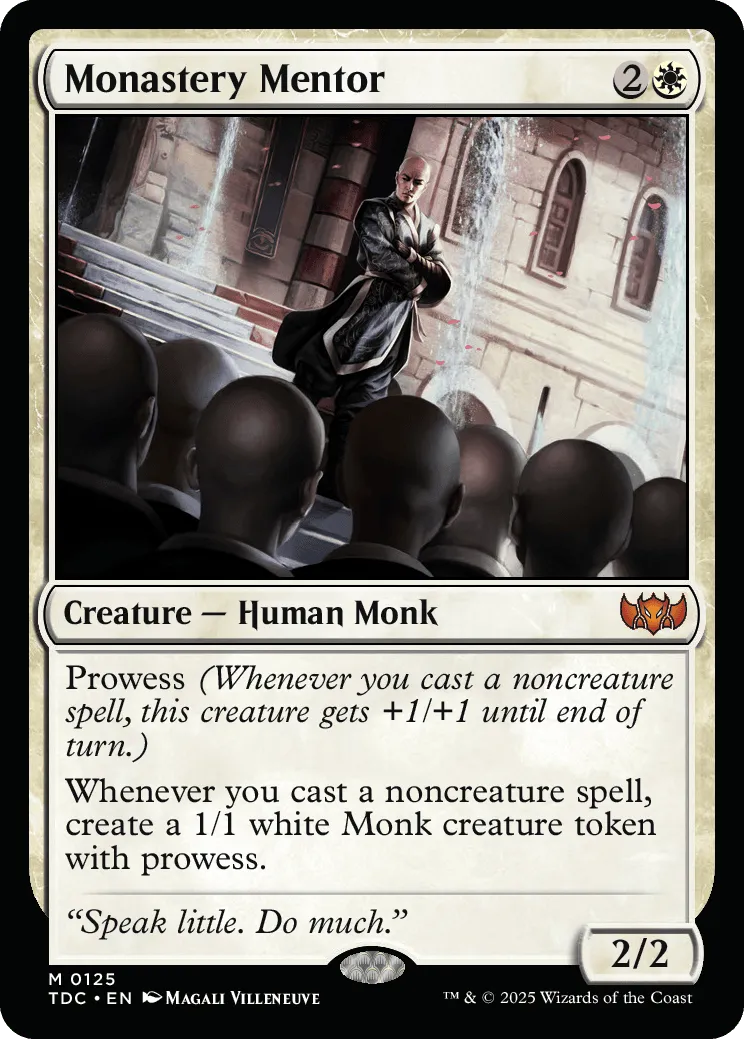 Monastery Mentor 2
Creature — Human Monk
Prowess (Whenever you cast a noncreature
spell, this creature gets +1/+1 until end of
turn.)
Whenever you cast a noncreature spell,
create a 1/1 white Monk creature token
with prowess.
“Speak little. Do much.”
2/2
M 0125
TDC • EN Magali Villeneuve ™ & © 2025 Wizards of the Coast